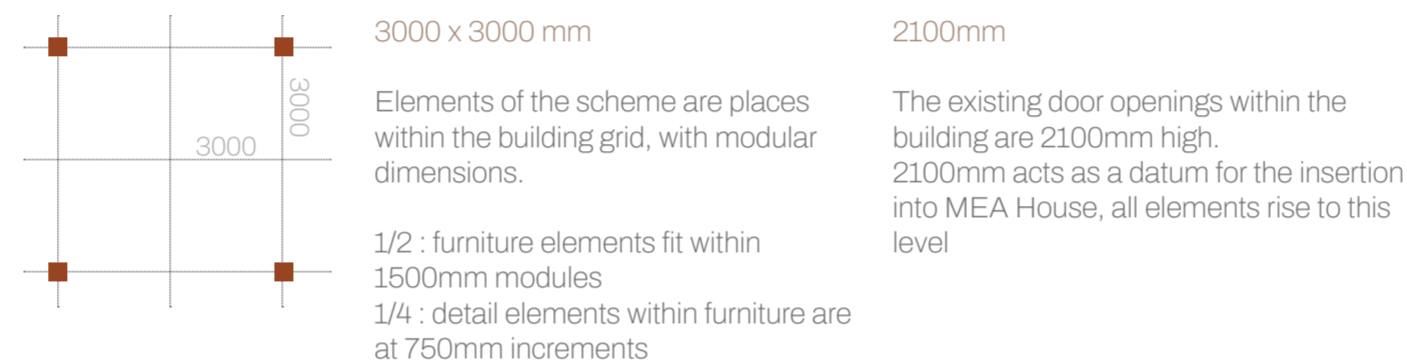 3000
3000
3000 x 3000 mm
Elements of the scheme are places
within the building grid, with modular
dimensions.
1/2 : furniture elements fit within
1500mm modules
1/4 : detail elements within furniture are
at 750mm increments
2100mm
The existing door openings within the
building are 2100mm high.
2100mm acts as a datum for the insertion
into MEA House, all elements rise to this
level